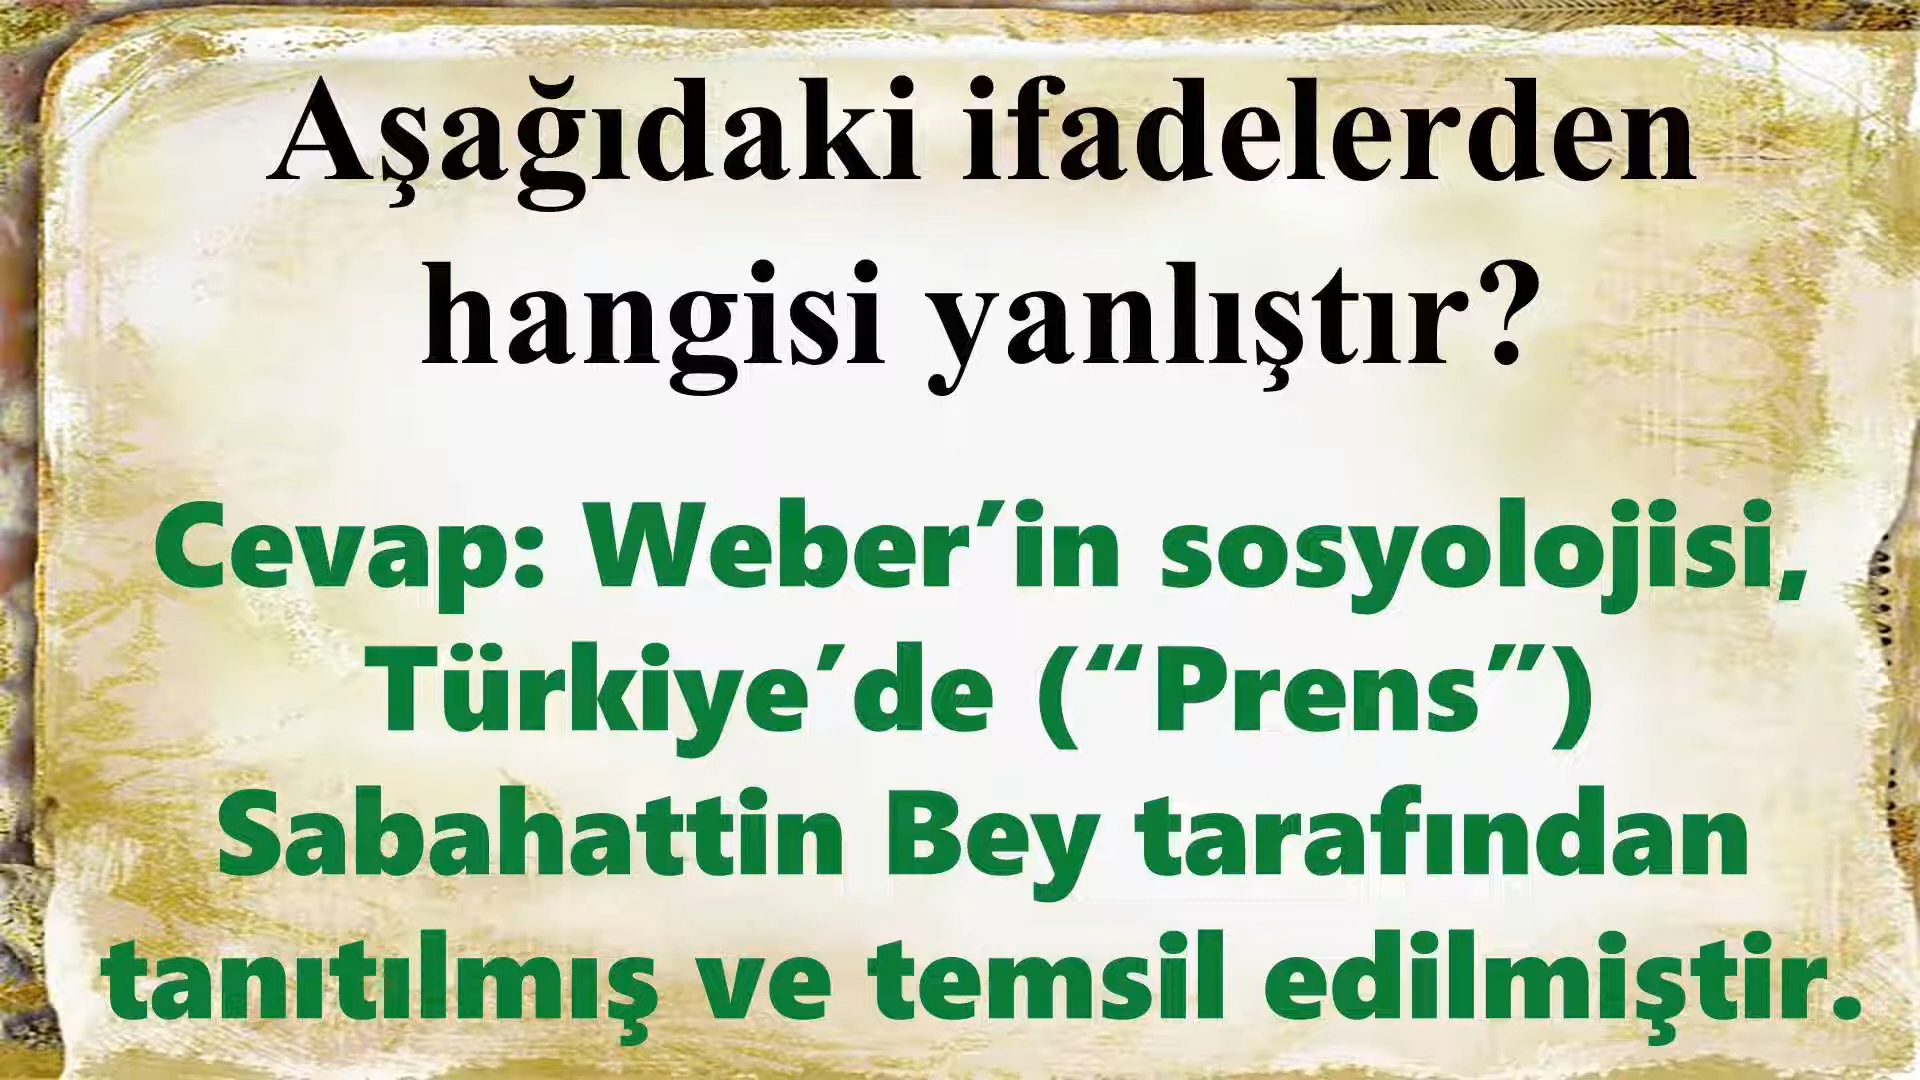 Aşağıdaki ifadelerden
hangisi yanlıştır?
Cevap: Weber’in sosyolojisi,
Türkiye’de (“Prens”)
Sabahattin Bey tarafından
tanıtılmış ve temsil edilmiştir.